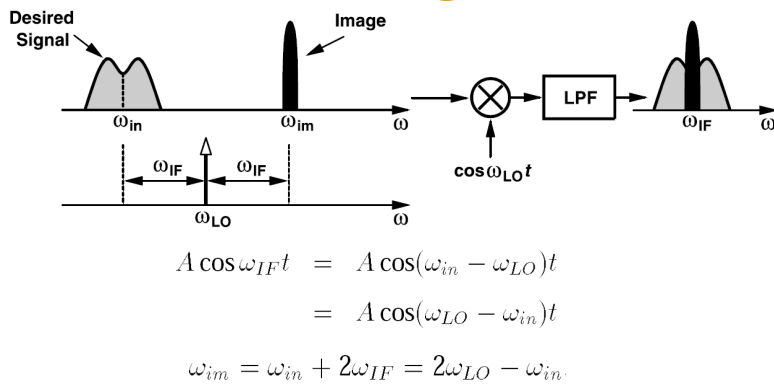 Desired
Signal
Image
ω_in
ω_im
ω
ω_IF
ω_IF
ω_LO
ω
cos ω_LO t
LPF
ω_IF
ω
A cos ω_IF t = A cos(ω_in − ω_LO)t
= A cos(ω_LO − ω_in)t
ω_im = ω_in + 2ω_IF = 2ω_LO − ω_in.